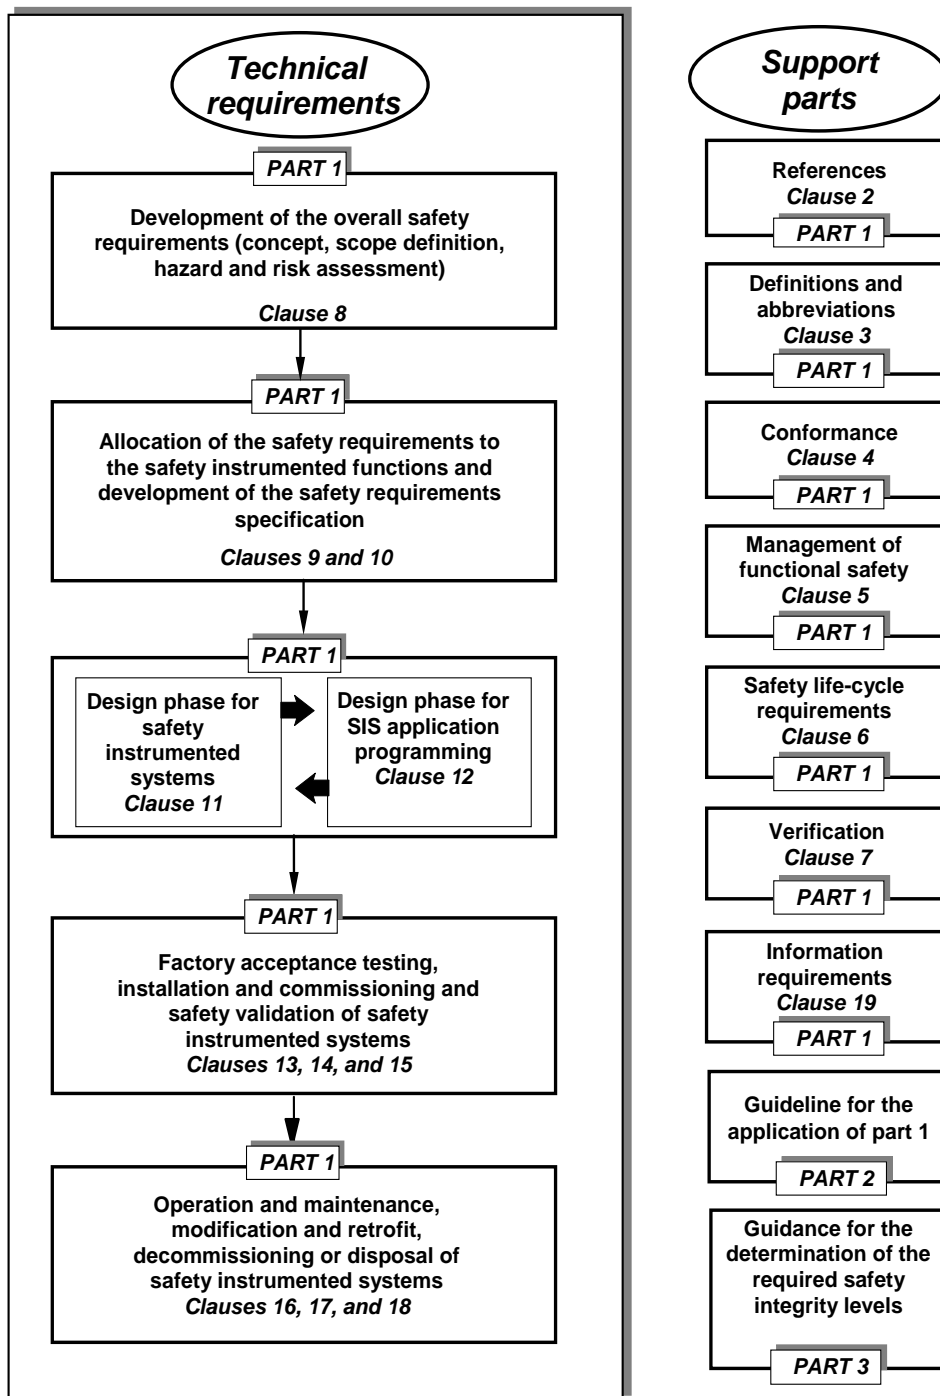 Technical
requirements
PART 1
Development of the overall safety
requirements (concept, scope definition,
hazard and risk assessment)
Clause 8
PART 1
Allocation of the safety requirements to
the safety instrumented functions and
development of the safety requirements
specification
Clauses 9 and 10
PART 1
Design phase for
safety
instrumented
systems
Clause 11
Design phase for
SIS application
programming
Clause 12
PART 1
Factory acceptance testing,
installation and commissioning and
safety validation of safety
instrumented systems
Clauses 13, 14, and 15
PART 1
Operation and maintenance,
modification and retrofit,
decommissioning or disposal of
safety instrumented systems
Clauses 16, 17, and 18
Support
parts
References
Clause 2
PART 1
Definitions and
abbreviations
Clause 3
PART 1
Conformance
Clause 4
PART 1
Management of
functional safety
Clause 5
PART 1
Safety life-cycle
requirements
Clause 6
PART 1
Verification
Clause 7
PART 1
Information
requirements
Clause 19
PART 1
Guideline for the
application of part 1
PART 2
Guidance for the
determination of the
required safety
integrity levels
PART 3